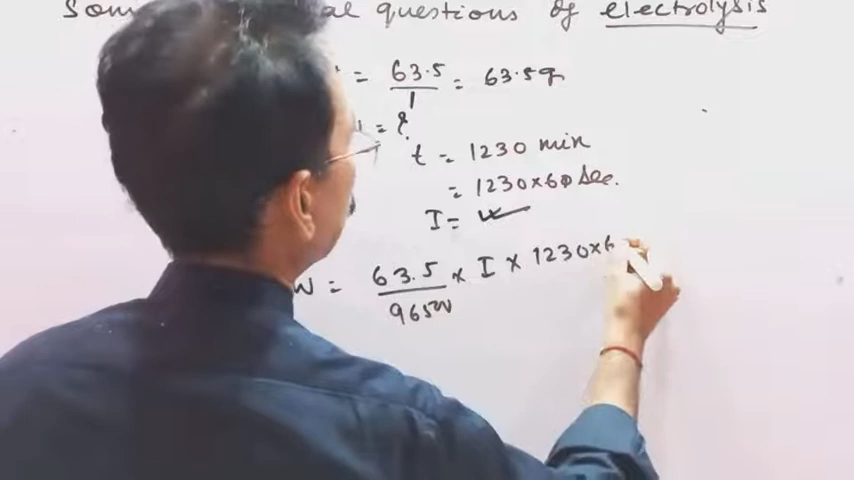 Som al questions of electrolysis
= 63.5 / 1 = 63.5g
= ?
t = 1230 min
= 1230×60 Sec.
I =
W = 63.5 / 96500 × I × 1230×6